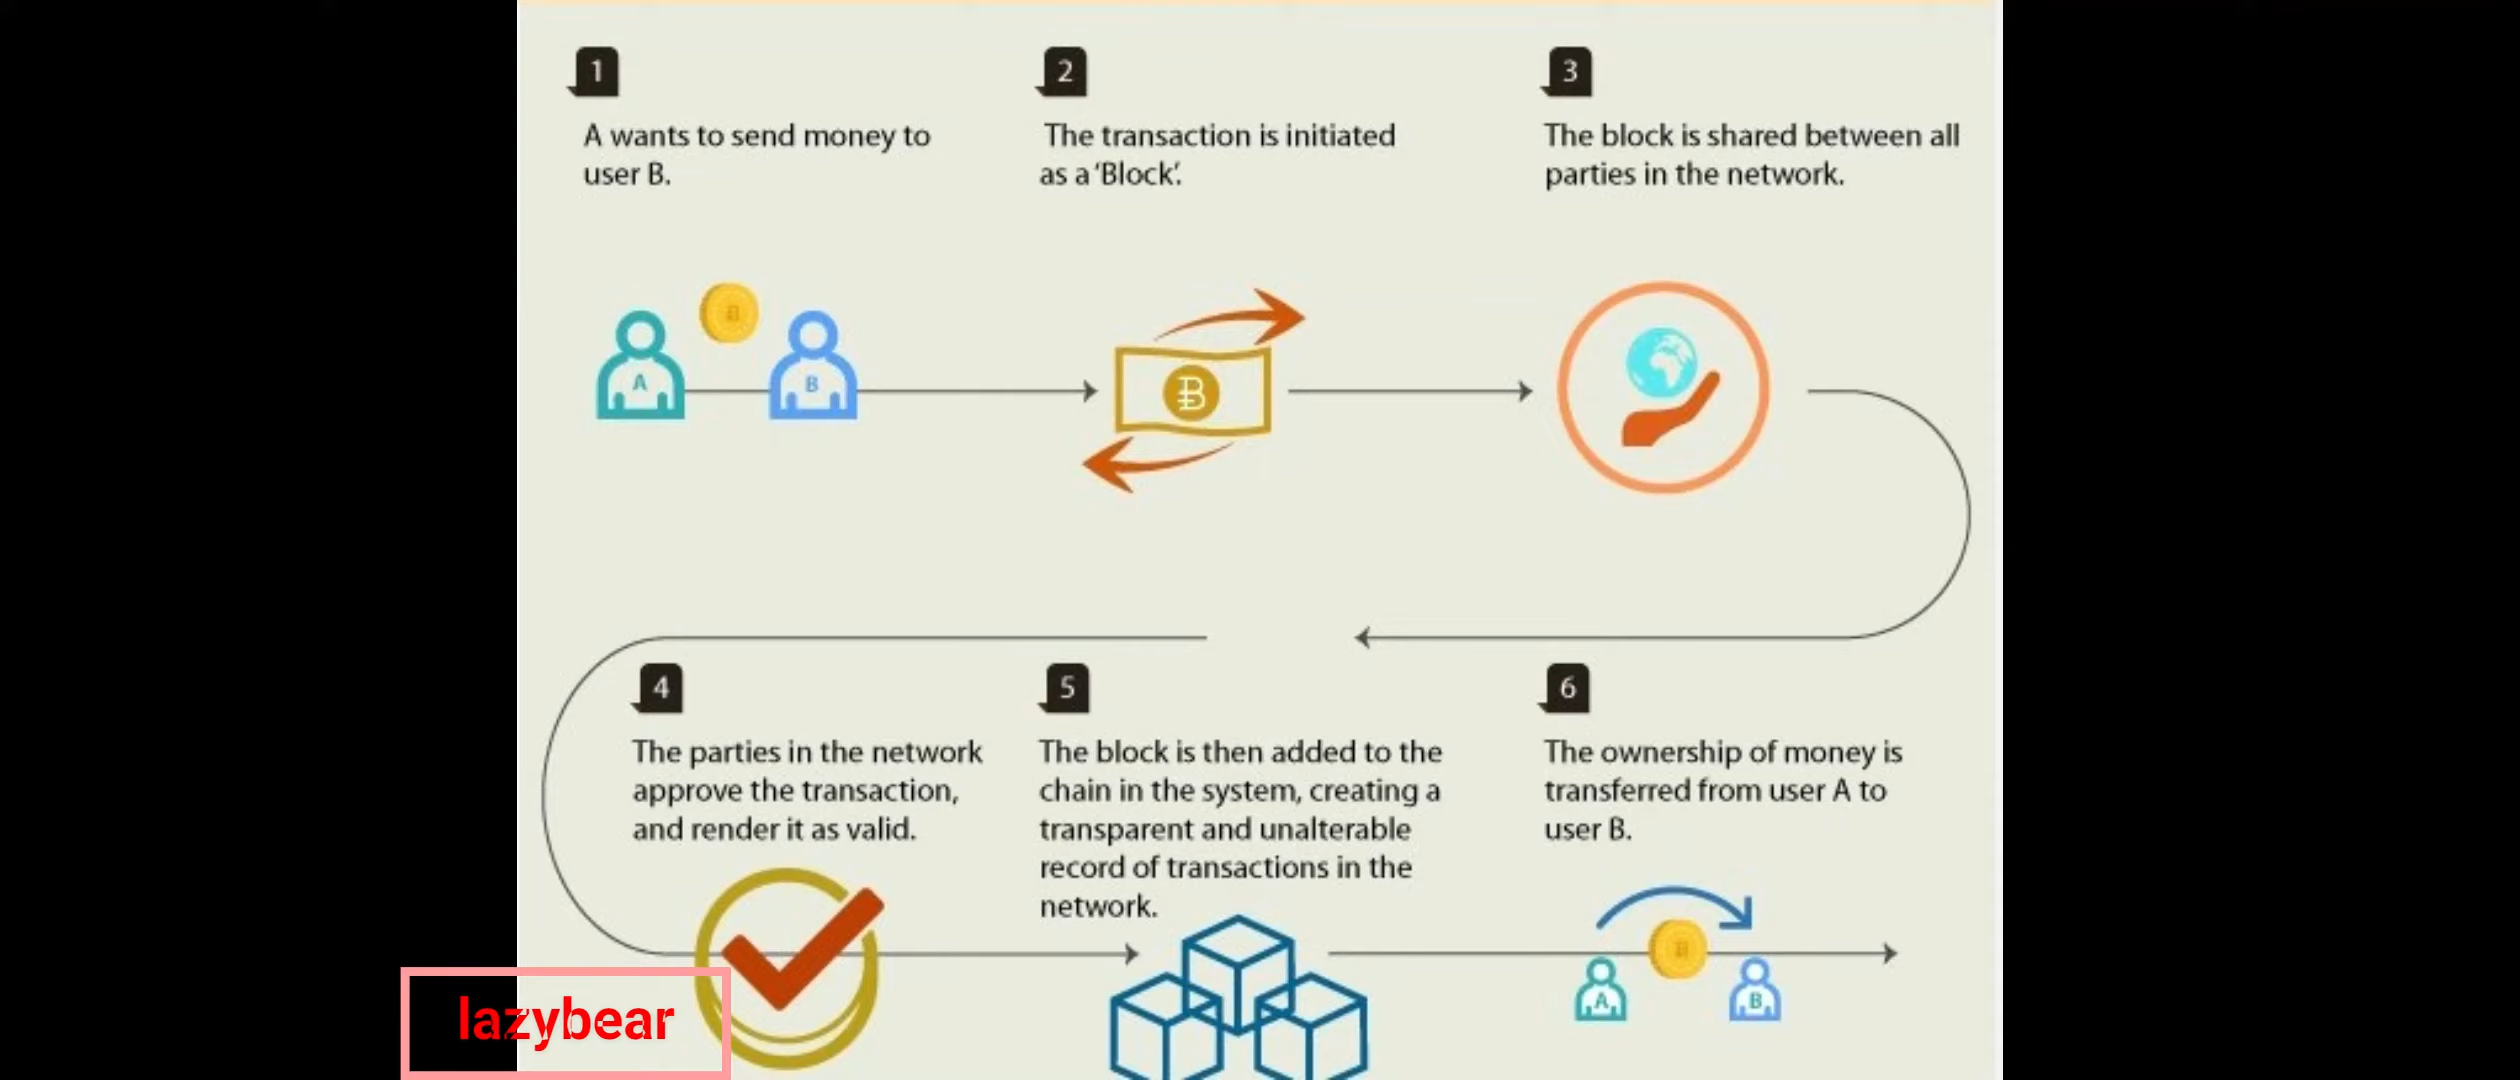 1
A wants to send money to
user B.
2
The transaction is initiated
as a ‘Block’.
3
The block is shared between all
parties in the network.
A
B
B
4
The parties in the network
approve the transaction,
and render it as valid.
5
The block is then added to the
chain in the system, creating a
transparent and unalterable
record of transactions in the
network.
6
The ownership of money is
transferred from user A to
user B.
A
B
lazybear